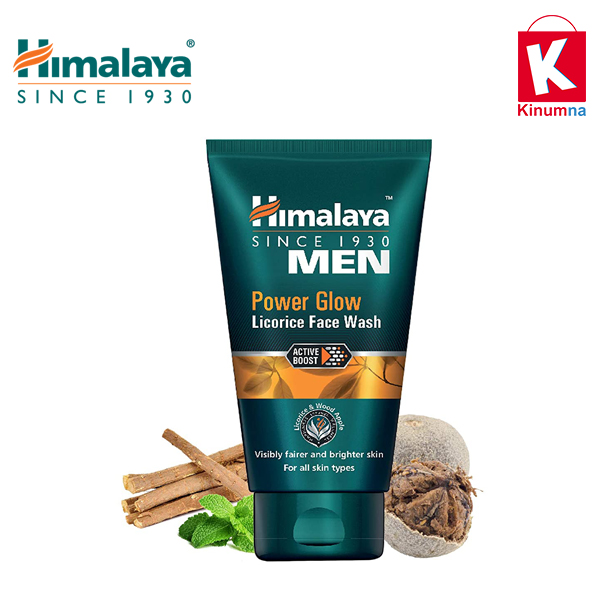 Himalaya®
SINCE 1930
K
Kinumna
Himalaya™
SINCE 1930
MEN
Power Glow
Licorice Face Wash
ACTIVE
BOOST
Licorice & Wood Apple
Visibly fairer and brighter skin
For all skin types